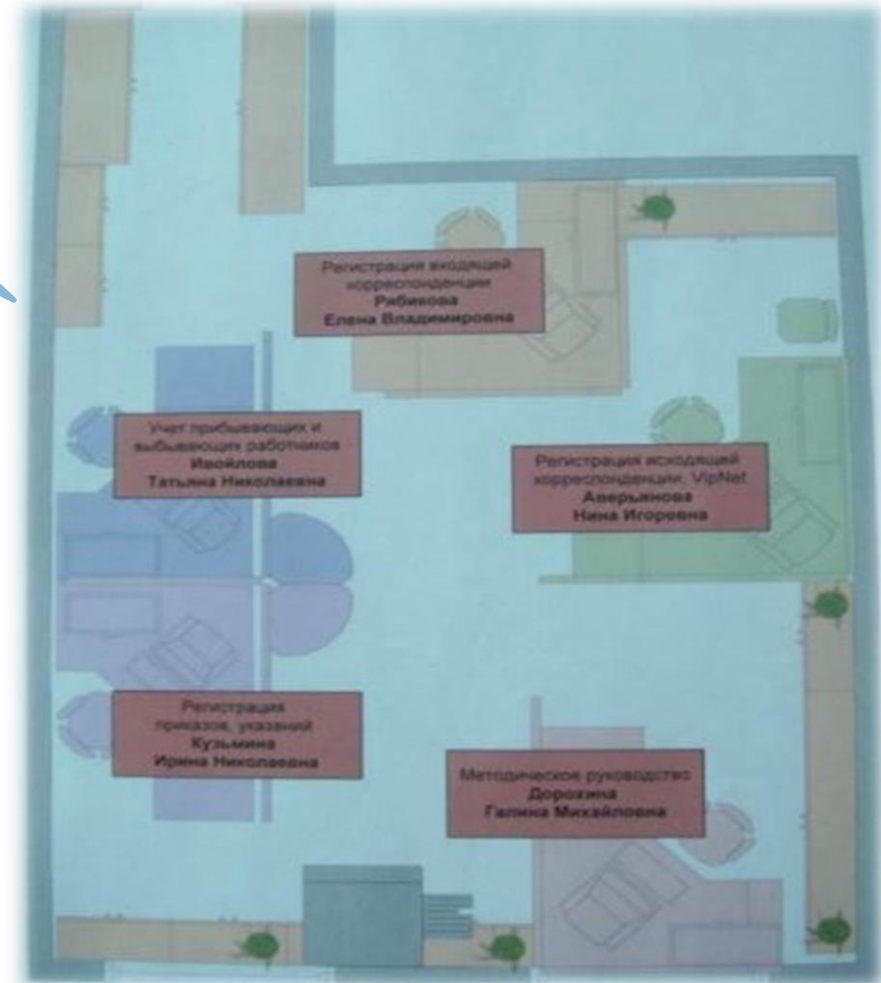 Регистрация входящей
корреспонденции
Рябикова
Елена Владимировна
Учет прибывающих и
выбывающих работников
Ивойлова
Татьяна Николаевна
Регистрация исходящей
корреспонденции, VipNet
Аверьянова
Нина Игоревна
Регистрация
приказов, указаний
Кузьмина
Ирина Николаевна
Методическое руководство
Дорохина
Галина Михайловна